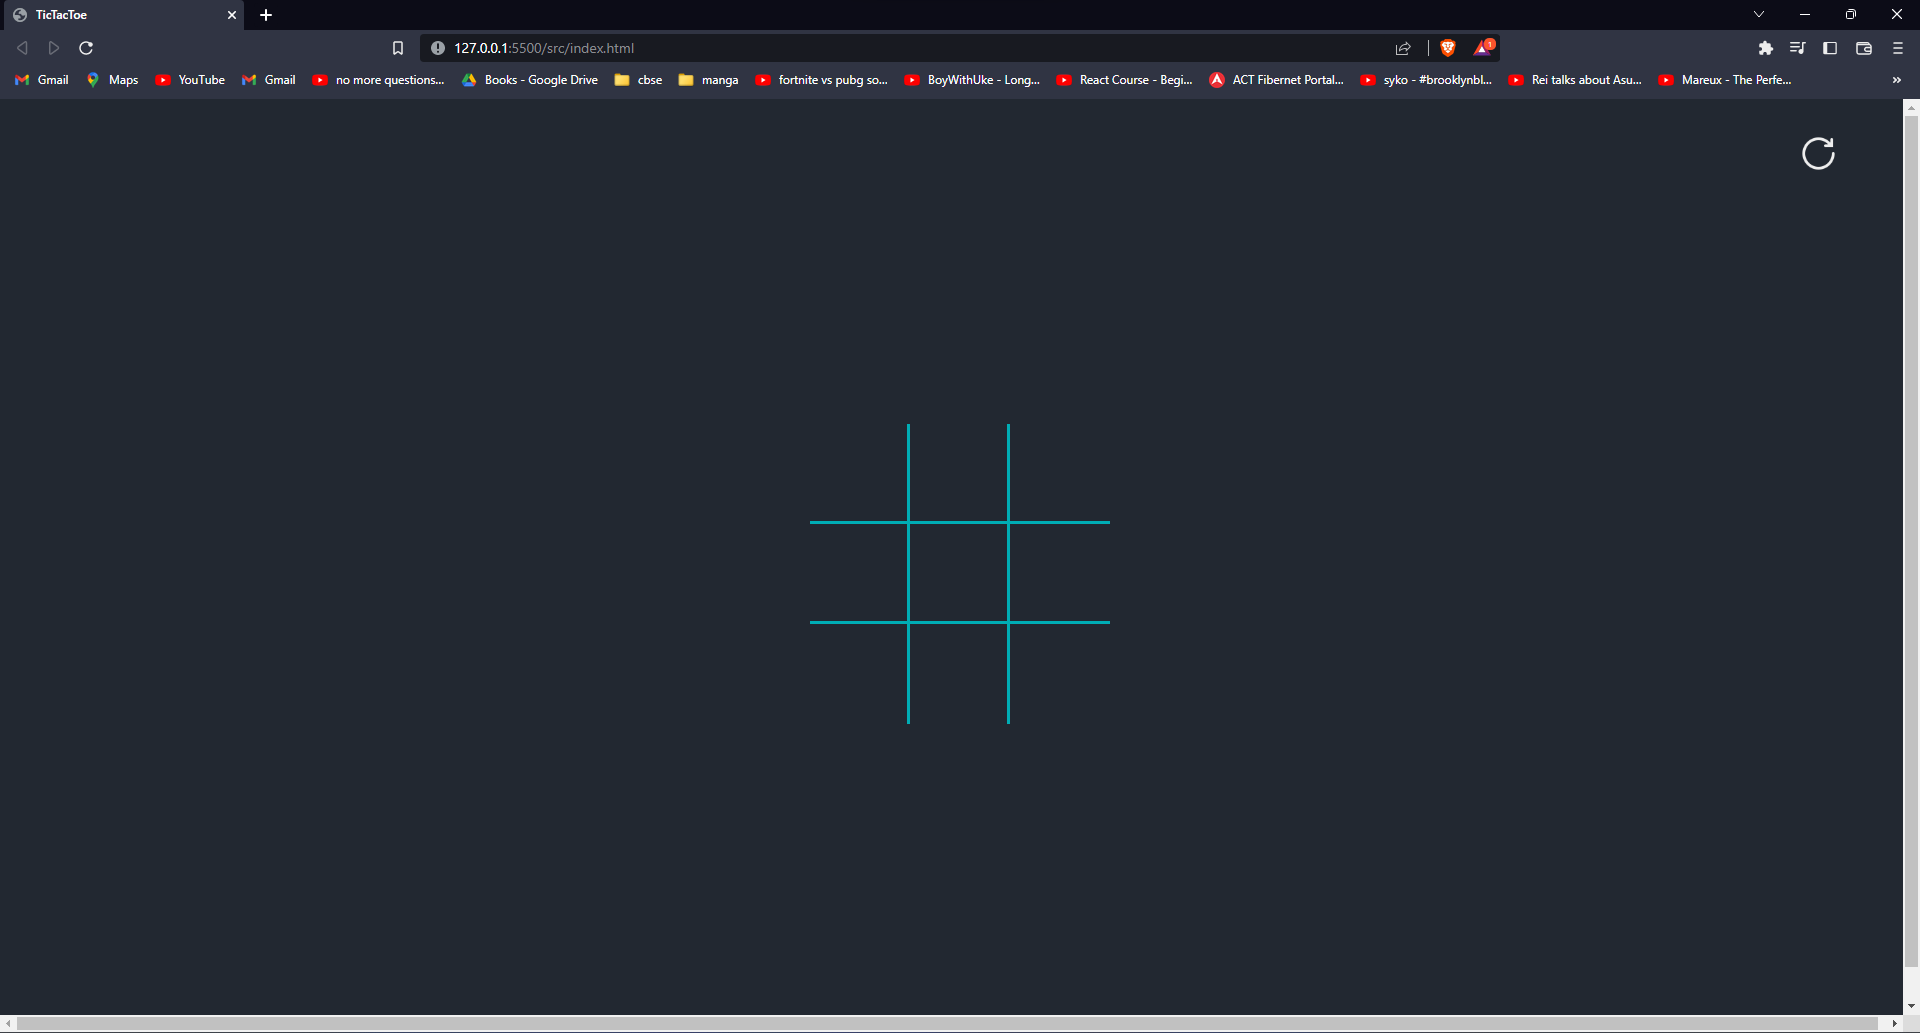 TicTacToe
127.0.0.1:5500/src/index.html
1
Gmail Maps YouTube Gmail no more questions... Books - Google Drive cbse manga fortnite vs pubg so... BoyWithUke - Long... React Course - Begi... ACT Fibernet Portal... syko - #brooklynbl... Rei talks about Asu... Mareux - The Perfe... »